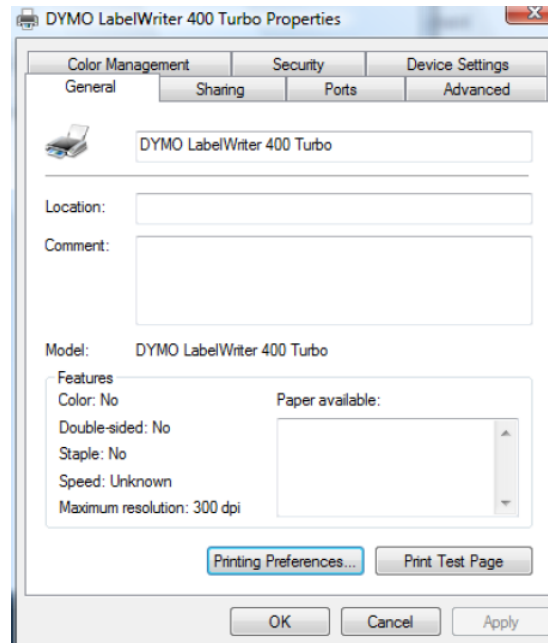 DYMO LabelWriter 400 Turbo Properties
Color Management Security Device Settings
General Sharing Ports Advanced
DYMO LabelWriter 400 Turbo
Location:
Comment:
Model: DYMO LabelWriter 400 Turbo
Features
Color: No Paper available:
Double-sided: No
Staple: No
Speed: Unknown
Maximum resolution: 300 dpi
Printing Preferences... Print Test Page
OK Cancel Apply